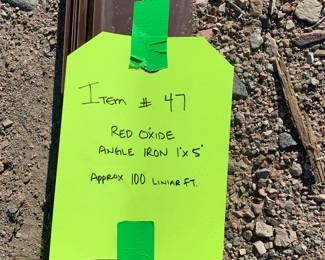 ITEM # 47
RED OXIDE
ANGLE IRON 1'x 5'
APPROX 100 LINIAR FT.